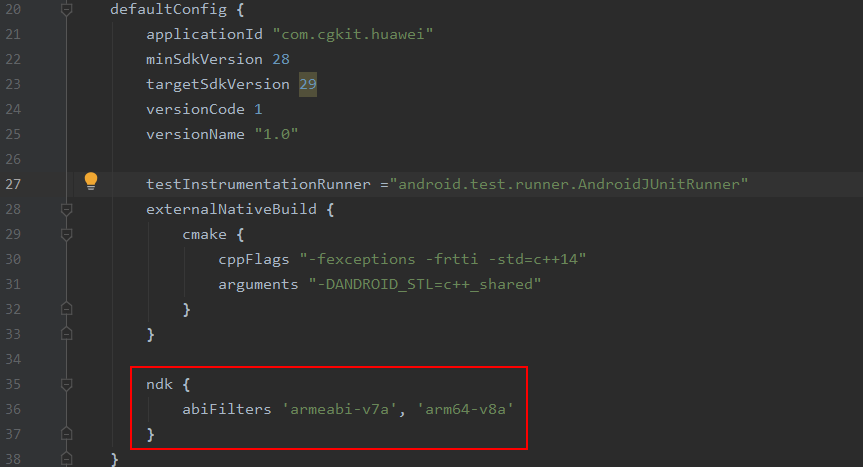 20 defaultConfig {
21 applicationId "com.cgkit.huawei"
22 minSdkVersion 28
23 targetSdkVersion 29
24 versionCode 1
25 versionName "1.0"
26
27 testInstrumentationRunner ="android.test.runner.AndroidJUnitRunner"
28 externalNativeBuild {
29 cmake {
30 cppFlags "-fexceptions -frtti -std=c++14"
31 arguments "-DANDROID_STL=c++_shared"
32 }
33 }
34
35 ndk {
36 abiFilters 'armeabi-v7a', 'arm64-v8a'
37 }
38 }